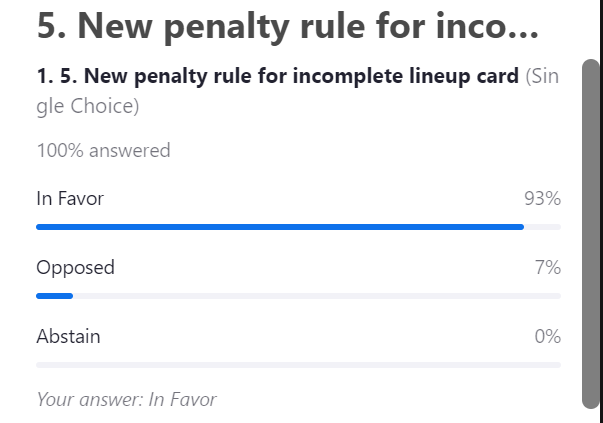 5. New penalty rule for inco...
1. 5. New penalty rule for incomplete lineup card (Sin
gle Choice)
100% answered
In Favor 93%
Opposed 7%
Abstain 0%
Your answer: In Favor